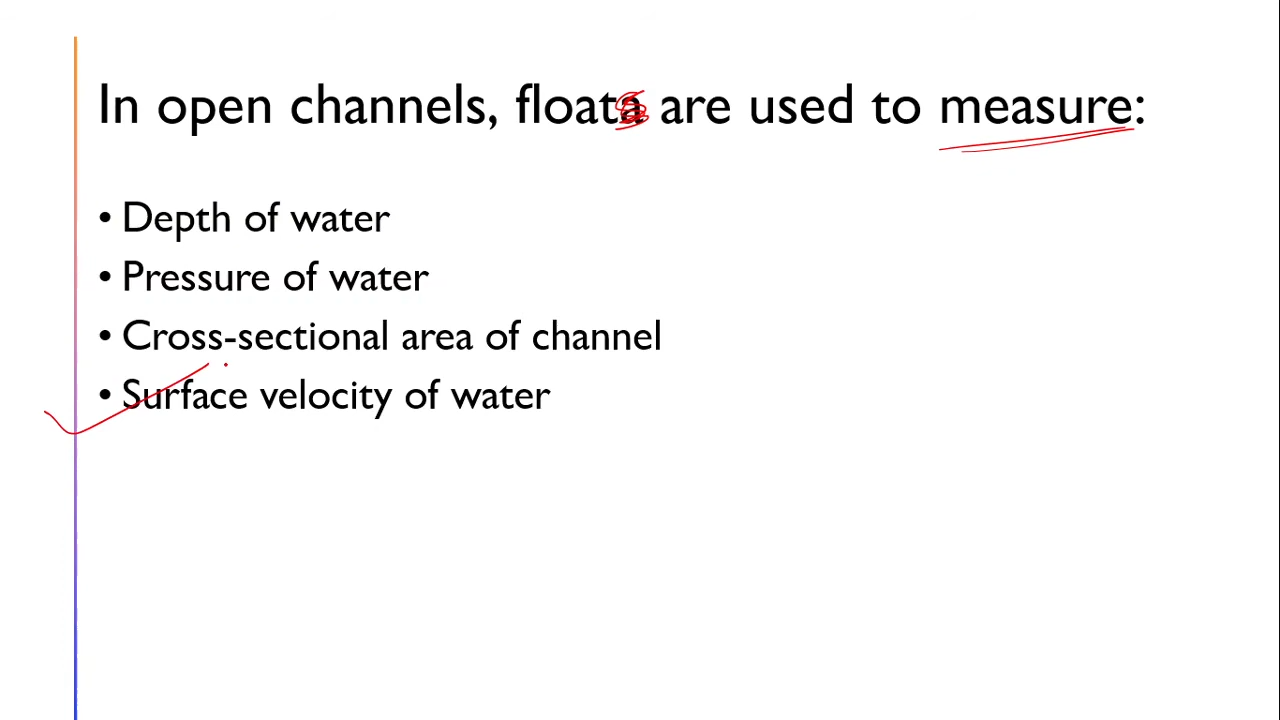 In open channels, floats are used to measure:
• Depth of water
• Pressure of water
• Cross-sectional area of channel
• Surface velocity of water